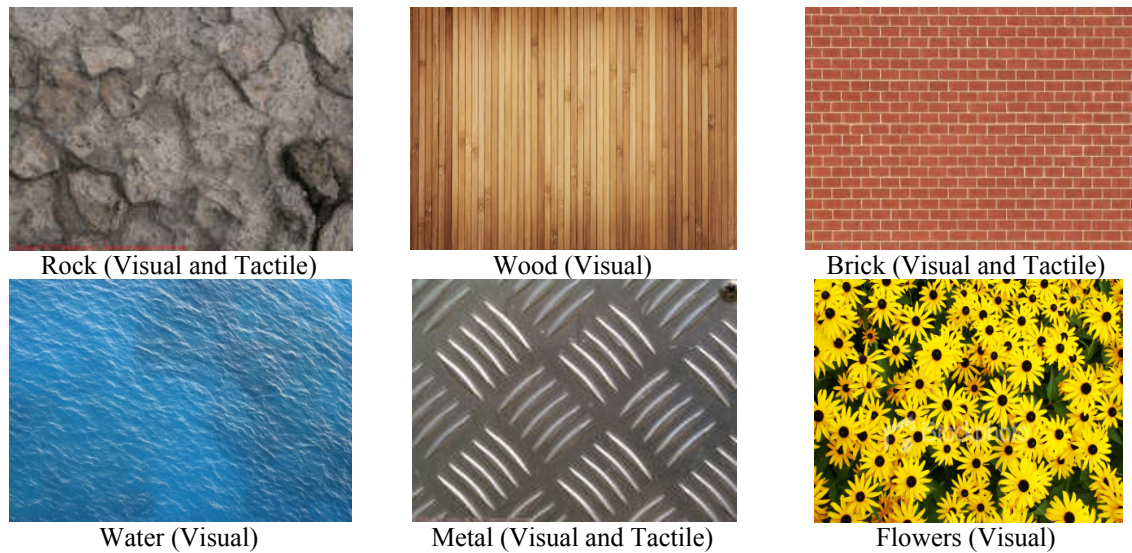 Rock (Visual and Tactile)
Wood (Visual)
Brick (Visual and Tactile)
Water (Visual)
Metal (Visual and Tactile)
Flowers (Visual)